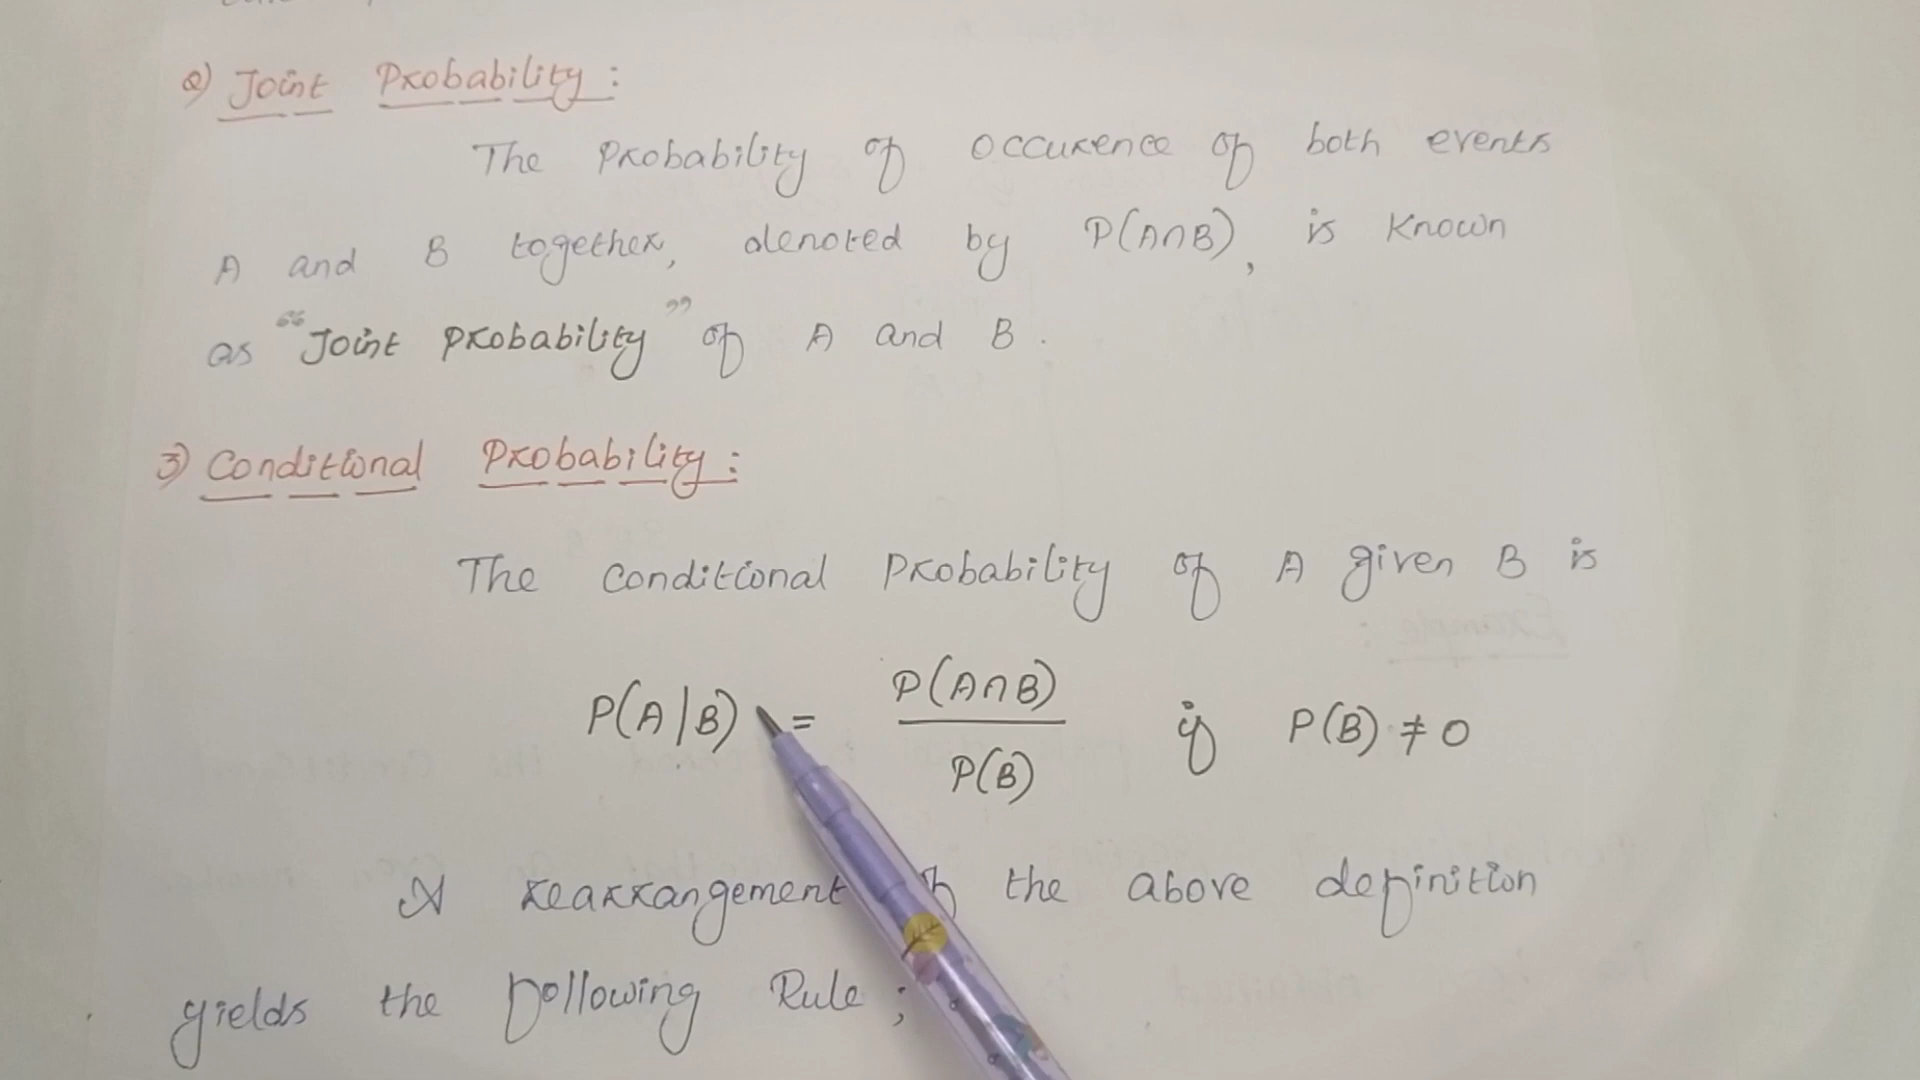 2) Joint Probability :
The Probability of occurence of both events
A and B together, denoted by P(A∩B), is known
as "Joint probability" of A and B.
3) Conditional Probability :
The conditional Probability of A given B is
P(A|B) = P(A∩B) / P(B) if P(B) ≠ 0
A rearrangement of the above definition
yields the following Rule;